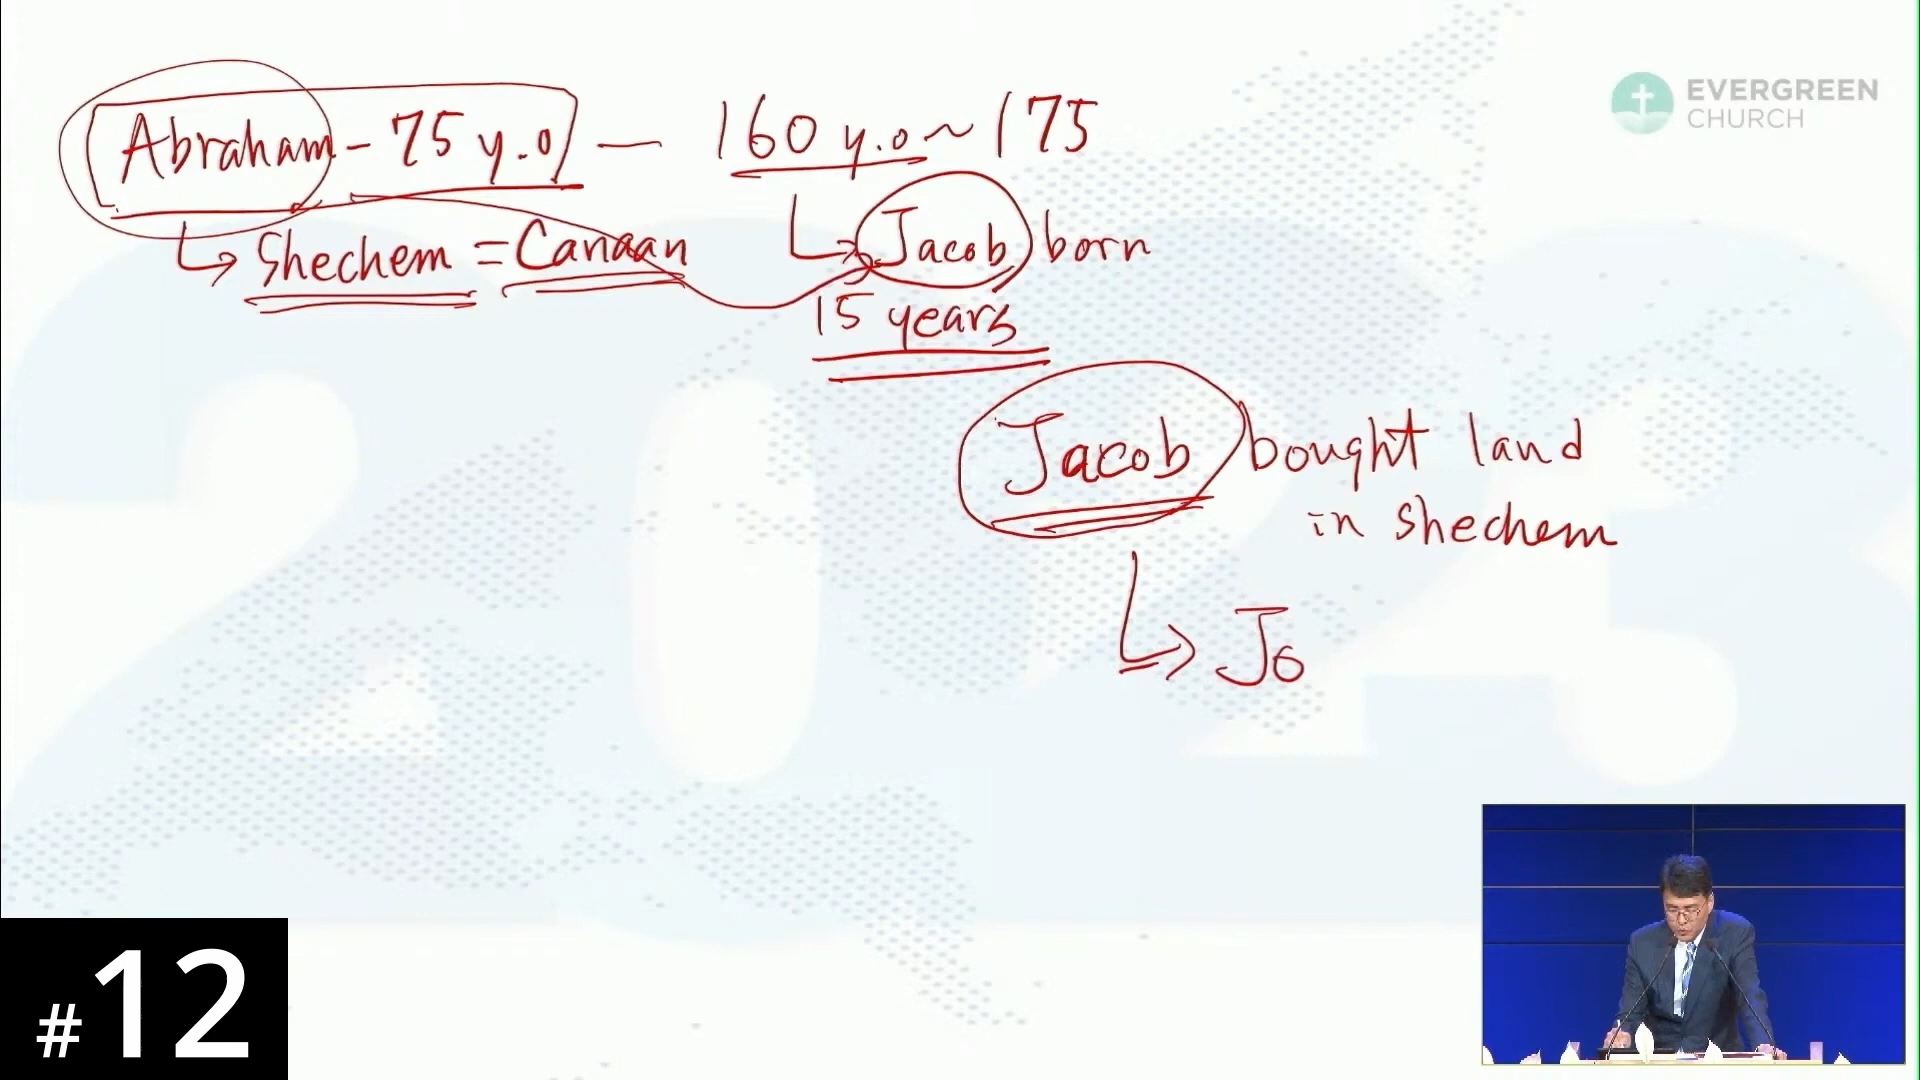 EVERGREEN
CHURCH
Abraham - 75 y.o — 160 y.o ~ 175
↳ Shechem = Canaan
↳ Jacob born
15 years
Jacob bought land
in shechem
↳ Jo
#12